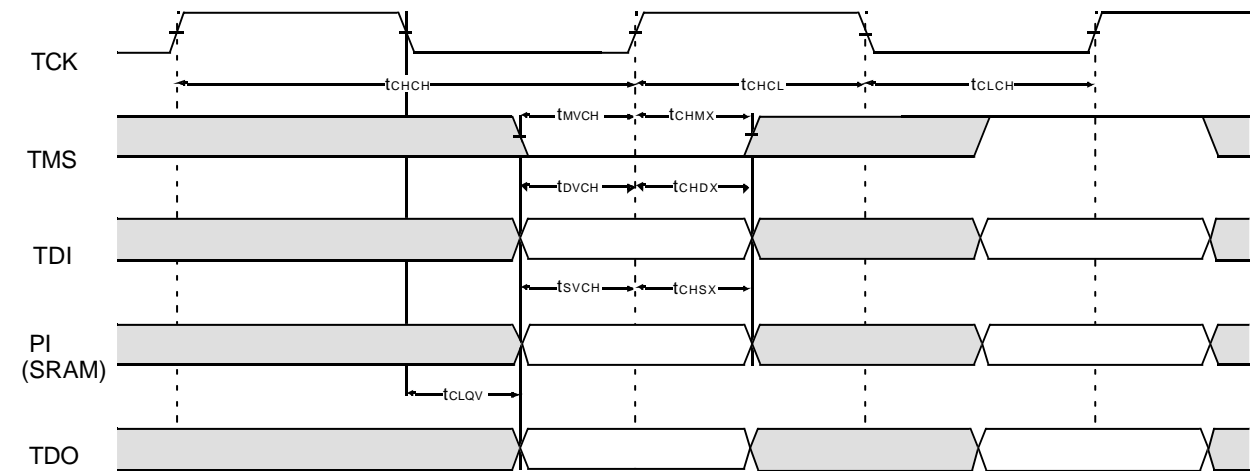 TCK
tCHCH tCHCL tCLCH
tMVCH tCHMX
TMS
tDVCH tCHDX
TDI
tSVCH tCHSX
PI
(SRAM)
tCLQV
TDO